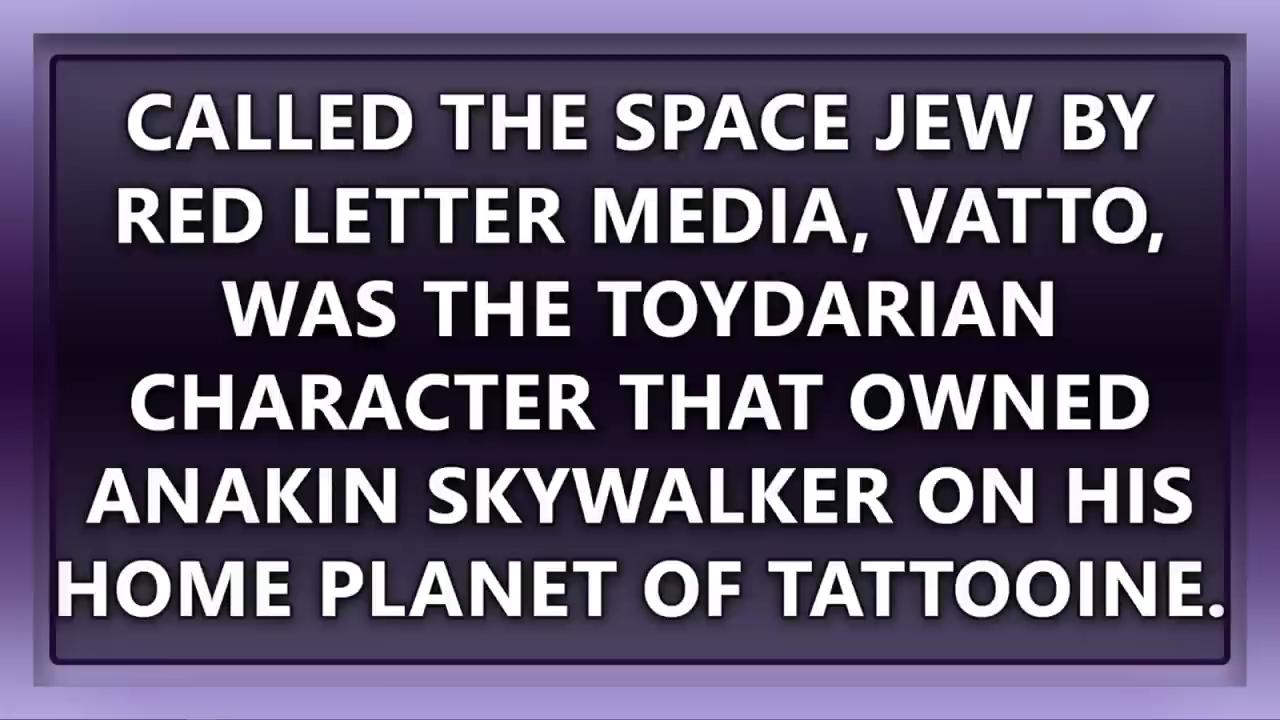 CALLED THE SPACE JEW BY
RED LETTER MEDIA, VATTO,
WAS THE TOYDARIAN
CHARACTER THAT OWNED
ANAKIN SKYWALKER ON HIS
HOME PLANET OF TATTOOINE.